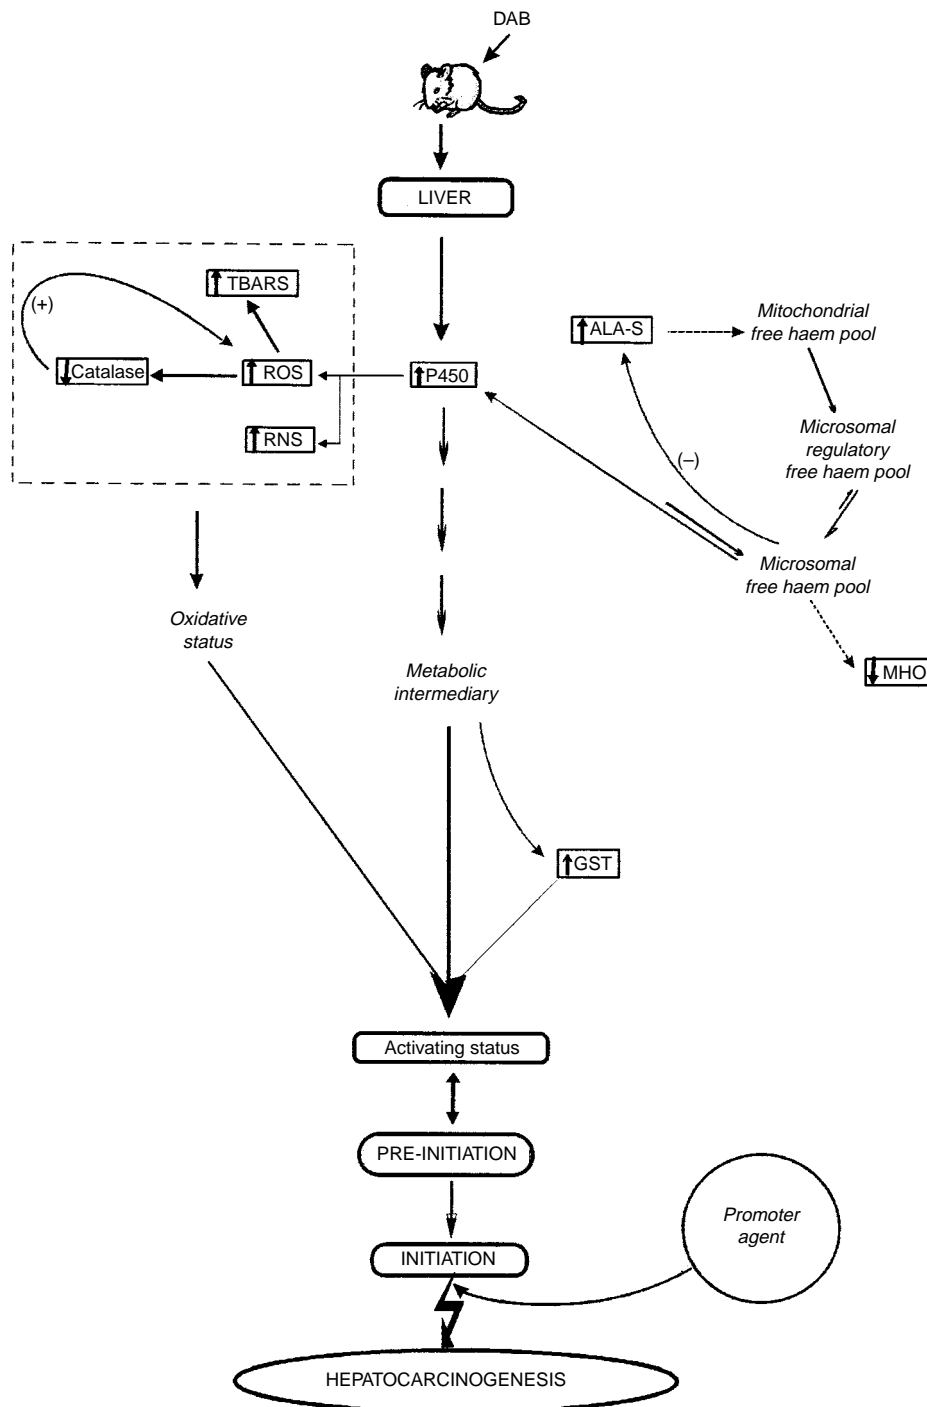 DAB
LIVER
TBARS
(+)
Catalase
ROS
P450
RNS
ALA-S
Mitochondrial
free haem pool
Microsomal
regulatory
free haem pool
(–)
Microsomal
free haem pool
MHO
Oxidative
status
Metabolic
intermediary
GST
Activating status
PRE-INITIATION
Promoter
agent
INITIATION
HEPATOCARCINOGENESIS